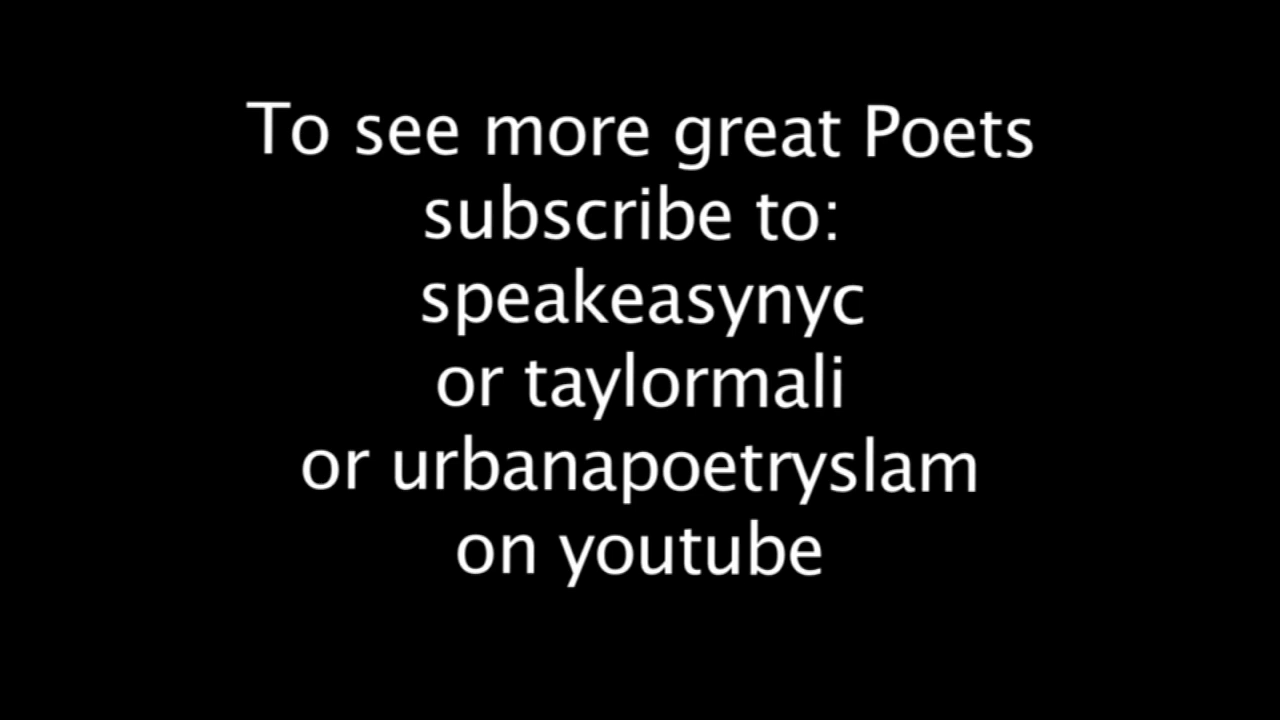 To see more great Poets
subscribe to:
speakeasynyc
or taylormali
or urbanapoetryslam
on youtube